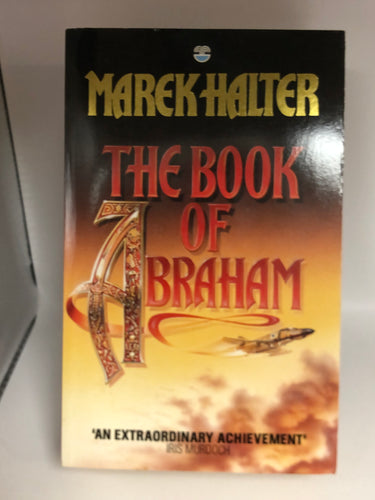 MAREK HALTER
THE BOOK
OF
ABRAHAM
'AN EXTRAORDINARY ACHIEVEMENT'
IRIS MURDOCH